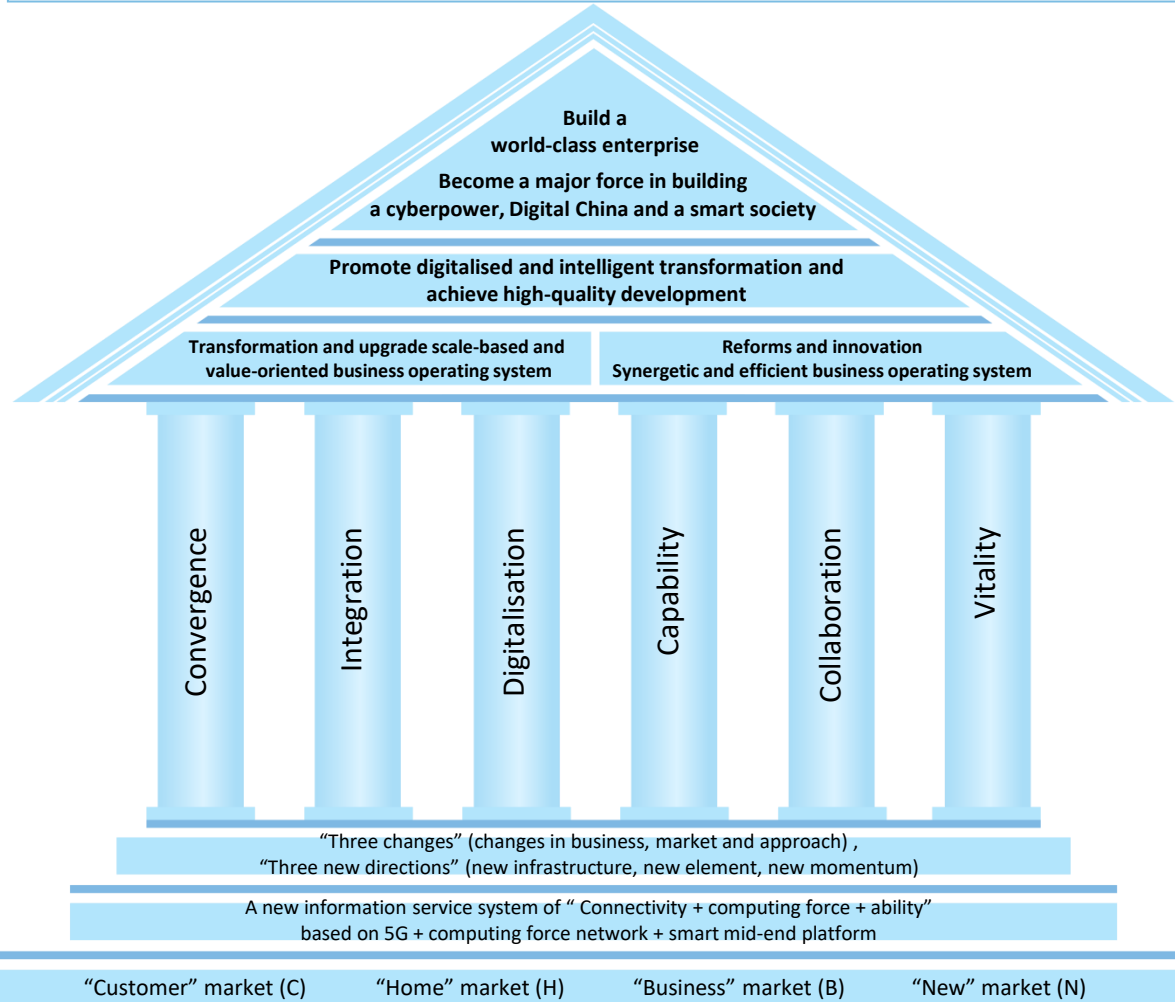 Build a
world-class enterprise
Become a major force in building
a cyberpower, Digital China and a smart society
Promote digitalised and intelligent transformation and
achieve high-quality development
Transformation and upgrade scale-based and
value-oriented business operating system
Reforms and innovation
Synergetic and efficient business operating system
Convergence
Integration
Digitalisation
Capability
Collaboration
Vitality
“Three changes” (changes in business, market and approach) ,
“Three new directions” (new infrastructure, new element, new momentum)
A new information service system of “ Connectivity + computing force + ability”
based on 5G + computing force network + smart mid-end platform
“Customer” market (C) “Home” market (H) “Business” market (B) “New” market (N)